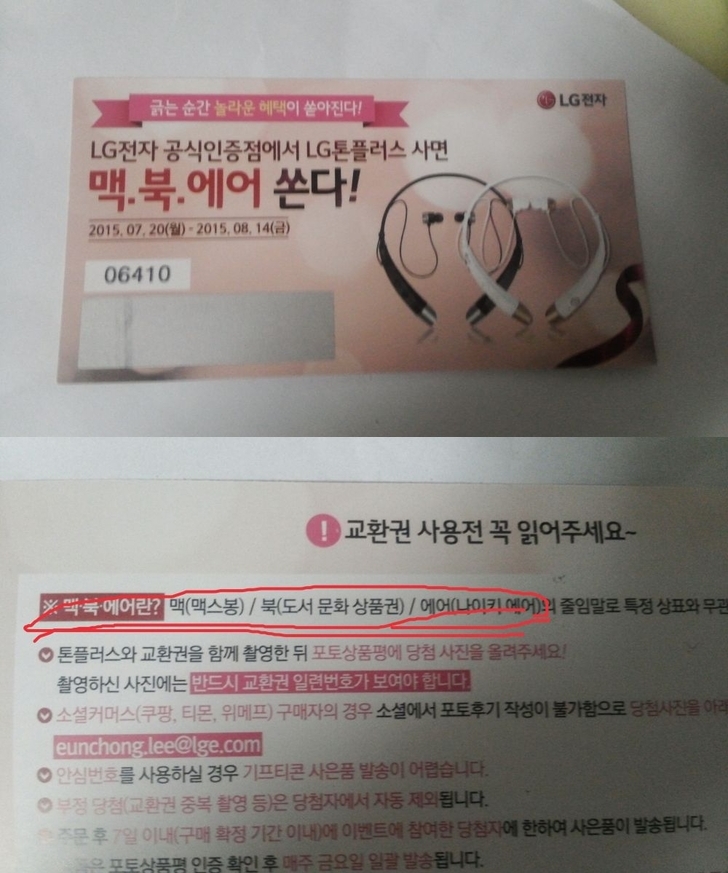 긁는 순간 놀라운 혜택이 쏟아진다!
LG전자
LG전자 공식인증점에서 LG톤플러스 사면
맥.북.에어 쏜다!
2015. 07. 20(월) - 2015. 08. 14(금)
06410
! 교환권 사용전 꼭 읽어주세요~
※ 맥·북·에어란? 맥(맥스봉) / 북(도서 문화 상품권) / 에어(나이키 에어)의 줄임말로 특정 상표와 무관
톤플러스와 교환권을 함께 촬영한 뒤 포토상품평에 당첨 사진을 올려주세요!
촬영하신 사진에는 반드시 교환권 일련번호가 보여야 합니다.
소셜커머스(쿠팡, 티몬, 위메프) 구매자의 경우 소셜에서 포토후기 작성이 불가함으로 당첨사진을
eunchong.lee@lge.com
안심번호를 사용하실 경우 기프티콘 사은품 발송이 어렵습니다.
부정 당첨(교환권 중복 촬영 등)은 당첨자에서 자동 제외됩니다.
주문 후 7일 이내(구매 확정 기간 이내)에 이벤트에 참여한 당첨자에 한하여 사은품이 발송됩니다.
포토상품평 인증 확인 후 매주 금요일 일괄 발송됩니다.